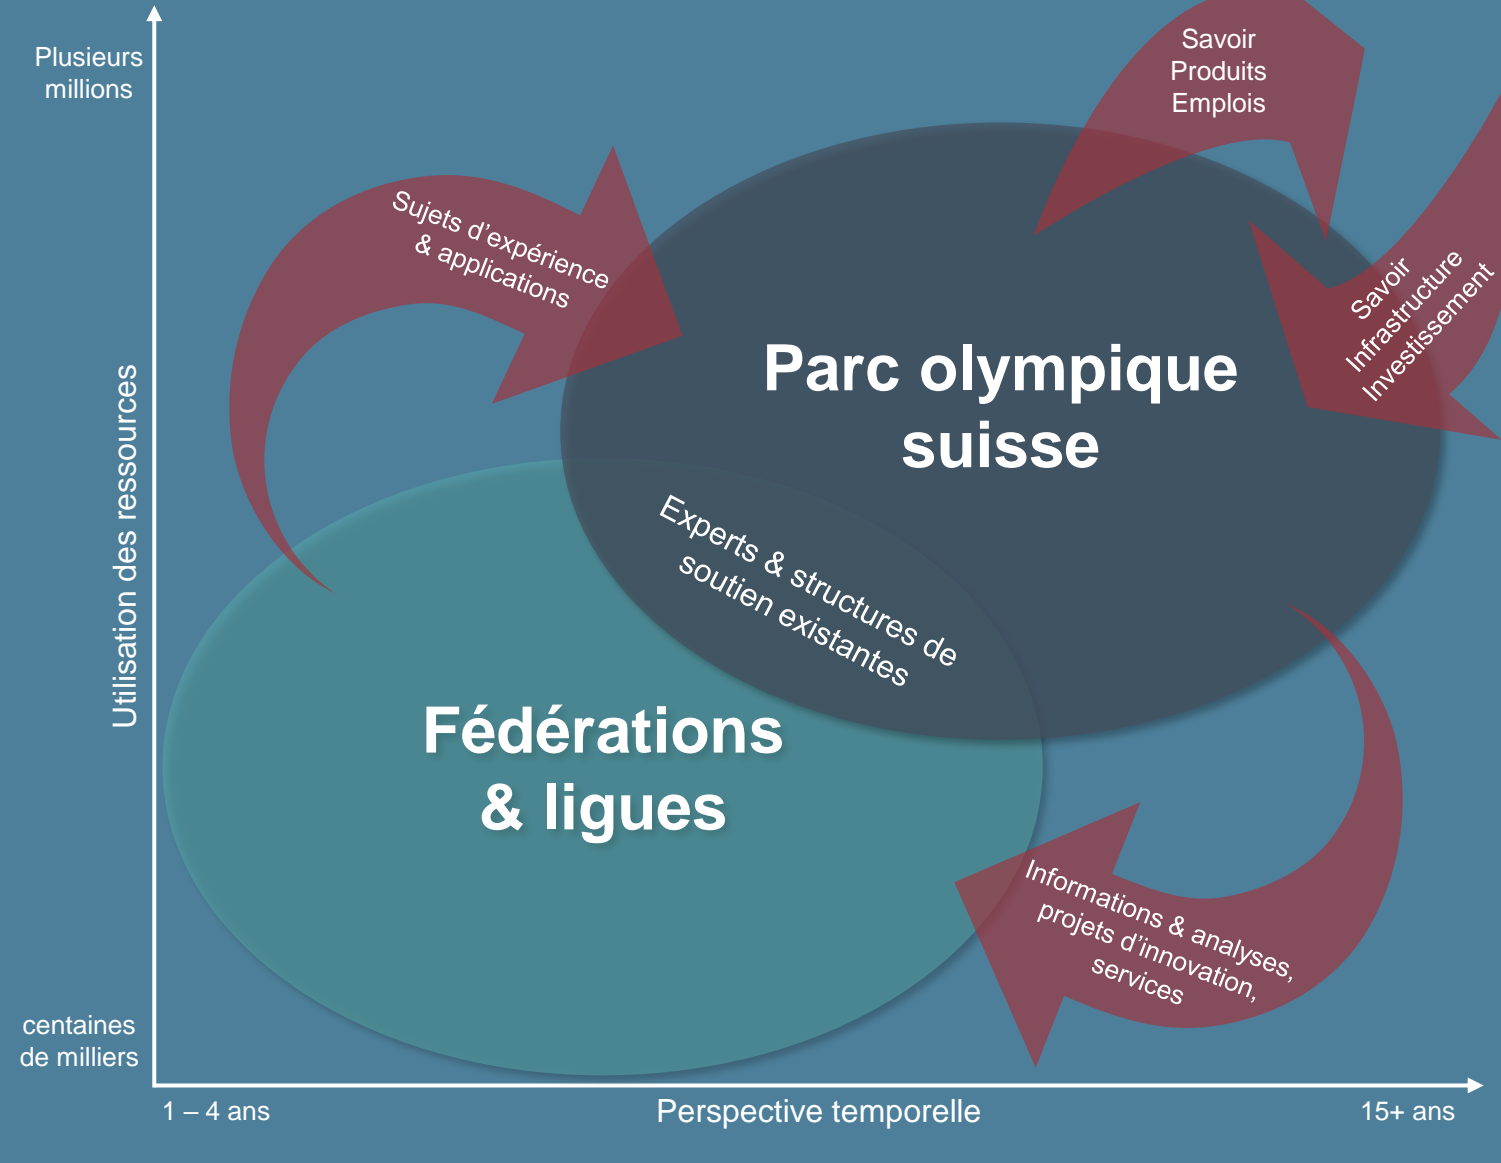 Plusieurs
millions
Savoir
Produits
Emplois
Sujets d’expérience
& applications
Savoir
Infrastructure
Investissement
Parc olympique
suisse
Utilisation des ressources
Experts & structures de
soutien existantes
Fédérations
& ligues
Informations & analyses,
projets d’innovation,
services
centaines
de milliers
1 – 4 ans
Perspective temporelle
15+ ans